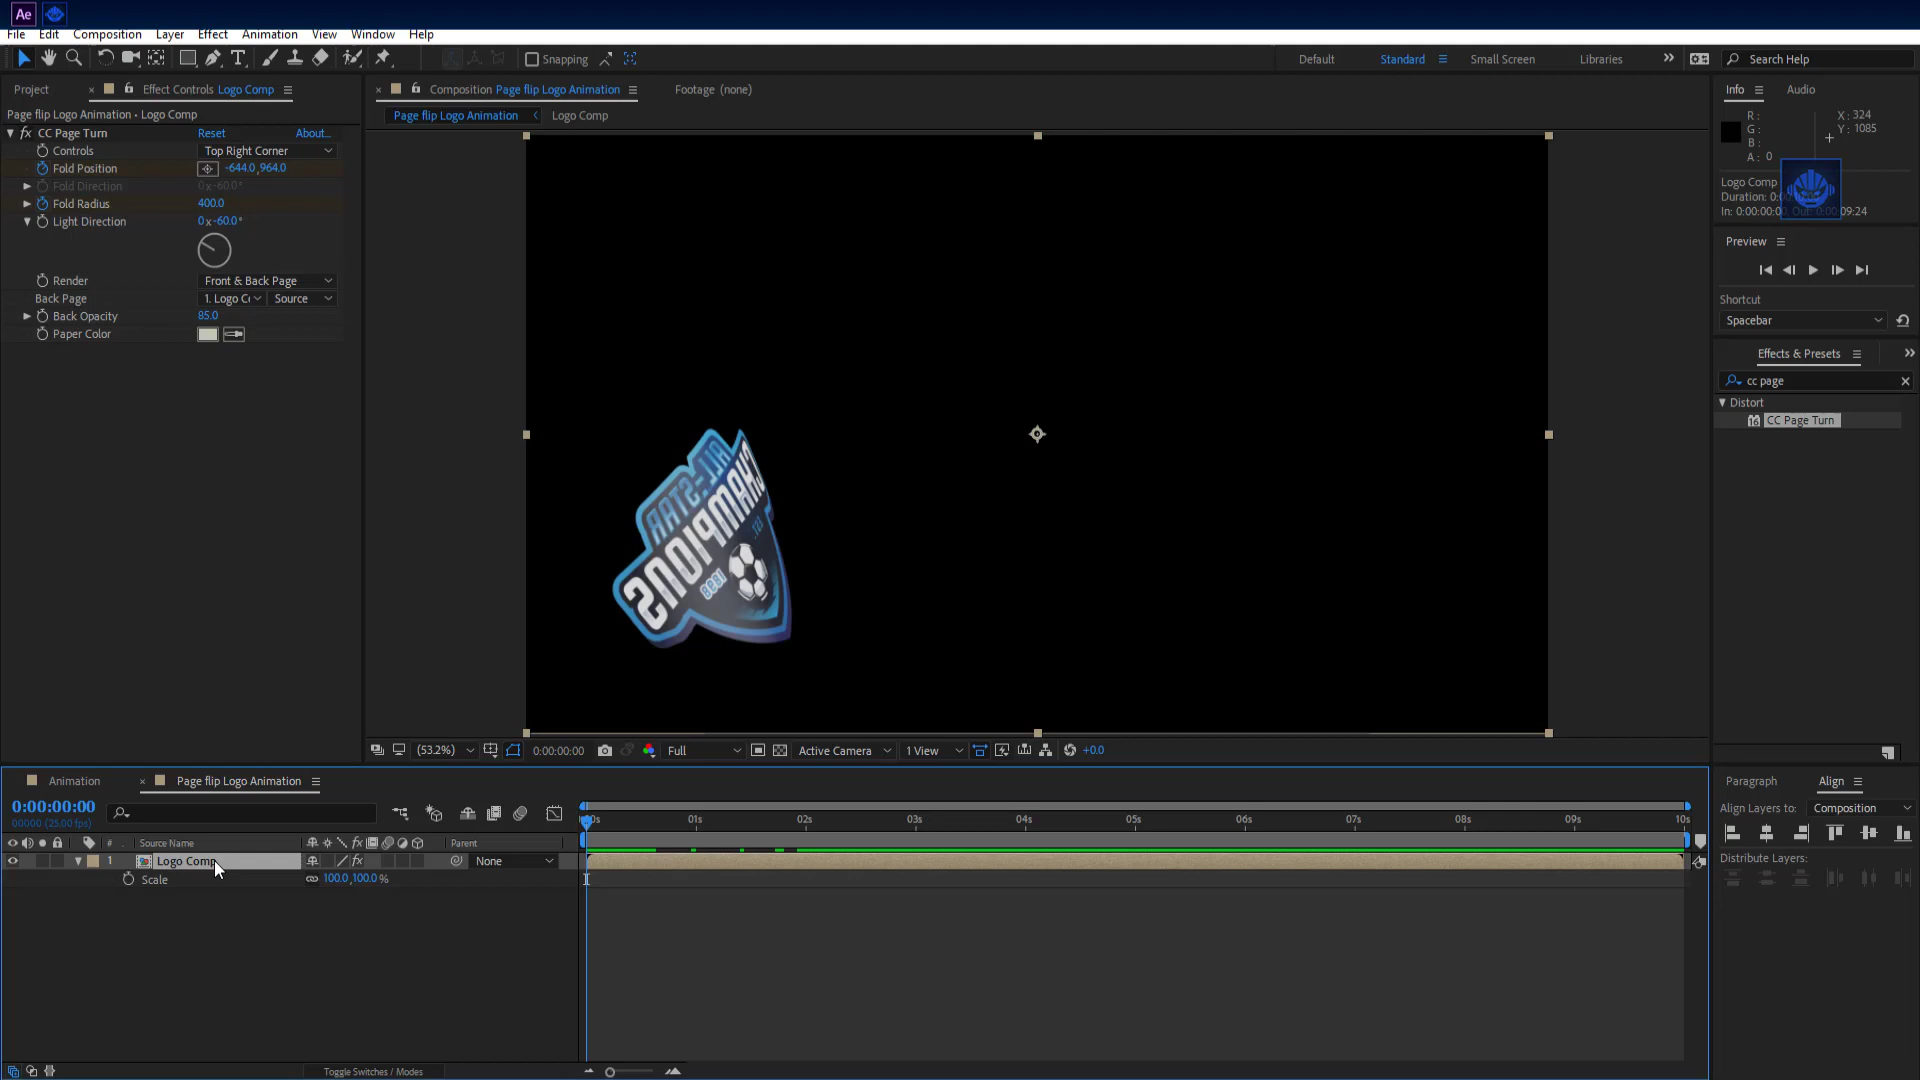 Ae
File Edit Composition Layer Effect Animation View Window Help
Snapping
Default Standard Small Screen Libraries Search Help
Project Effect Controls Logo Comp
Page flip Logo Animation • Logo Comp
fx CC Page Turn Reset About...
Controls Top Right Corner
Fold Position -644.0,964.0
Fold Direction 0x-60.0°
Fold Radius 400.0
Light Direction 0x-60.0°
Render Front & Back Page
Back Page 1. Logo Co Source
Back Opacity 85.0
Paper Color
Composition Page flip Logo Animation Footage (none)
Page flip Logo Animation Logo Comp
ALL-STAR
CHAMPIONS
EST.
1998
(53.2%) 0:00:00:00 Full Active Camera 1 View +0.0
Info Audio
R: X: 324
G: Y: 1085
B:
A: 0
Logo Comp
Duration: 0:
In: 0:00:00:00, Out: 0:00:09:24
Preview
Shortcut
Spacebar
Effects & Presets
cc page
Distort
CC Page Turn
Paragraph Align
Align Layers to: Composition
Distribute Layers:
Animation Page flip Logo Animation
0:00:00:00
00000 (25.00 fps)
# Source Name fx Parent
1 Logo Comp fx None
Scale 100.0,100.0 %
00s 01s 02s 03s 04s 05s 06s 07s 08s 09s 10s
Toggle Switches / Modes